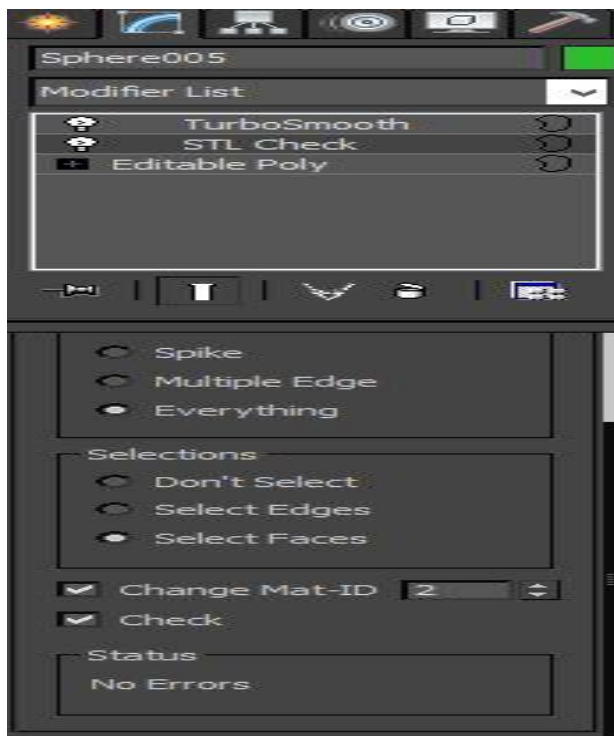 Sphere005
Modifier List
TurboSmooth
STL Check
Editable Poly
Spike
Multiple Edge
Everything
Selections
Don't Select
Select Edges
Select Faces
Change Mat-ID 2
Check
Status
No Errors